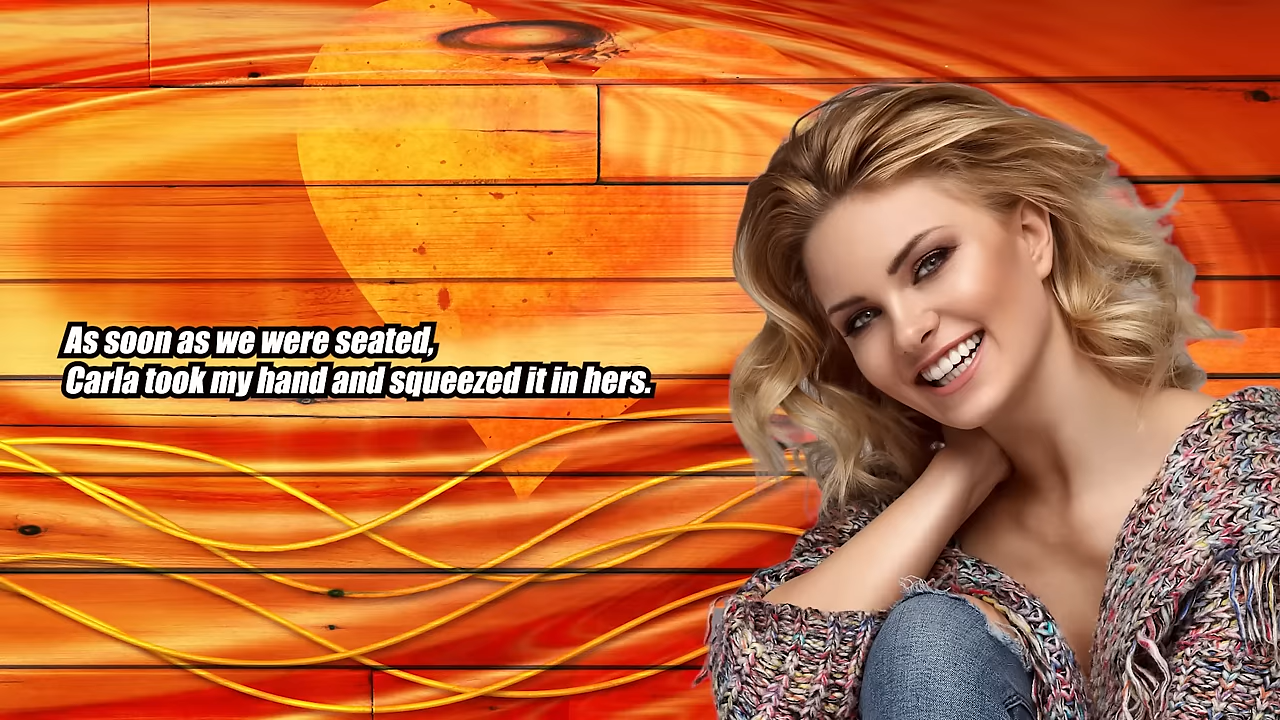 As soon as we were seated,
Carla took my hand and squeezed it in hers.